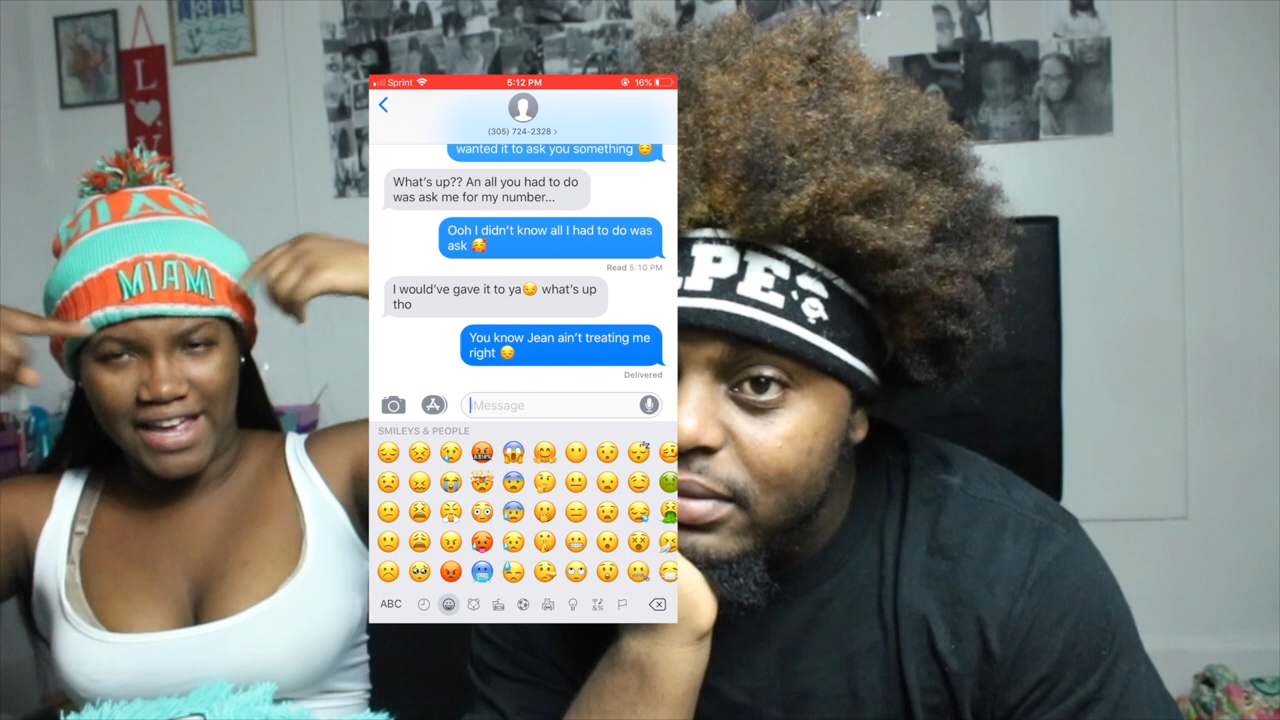 LOVE
L
V
MIAMI
MIAMI
Sprint
5:12 PM
16%
(305) 724-2328 >
wanted it to ask you something 😌
What's up?? An all you had to do
was ask me for my number...
Ooh I didn't know all I had to do was
ask 🥰
Read 5:10 PM
I would've gave it to ya😏 what's up
tho
You know Jean ain't treating me
right 😔
Delivered
iMessage
SMILEYS & PEOPLE
ABC